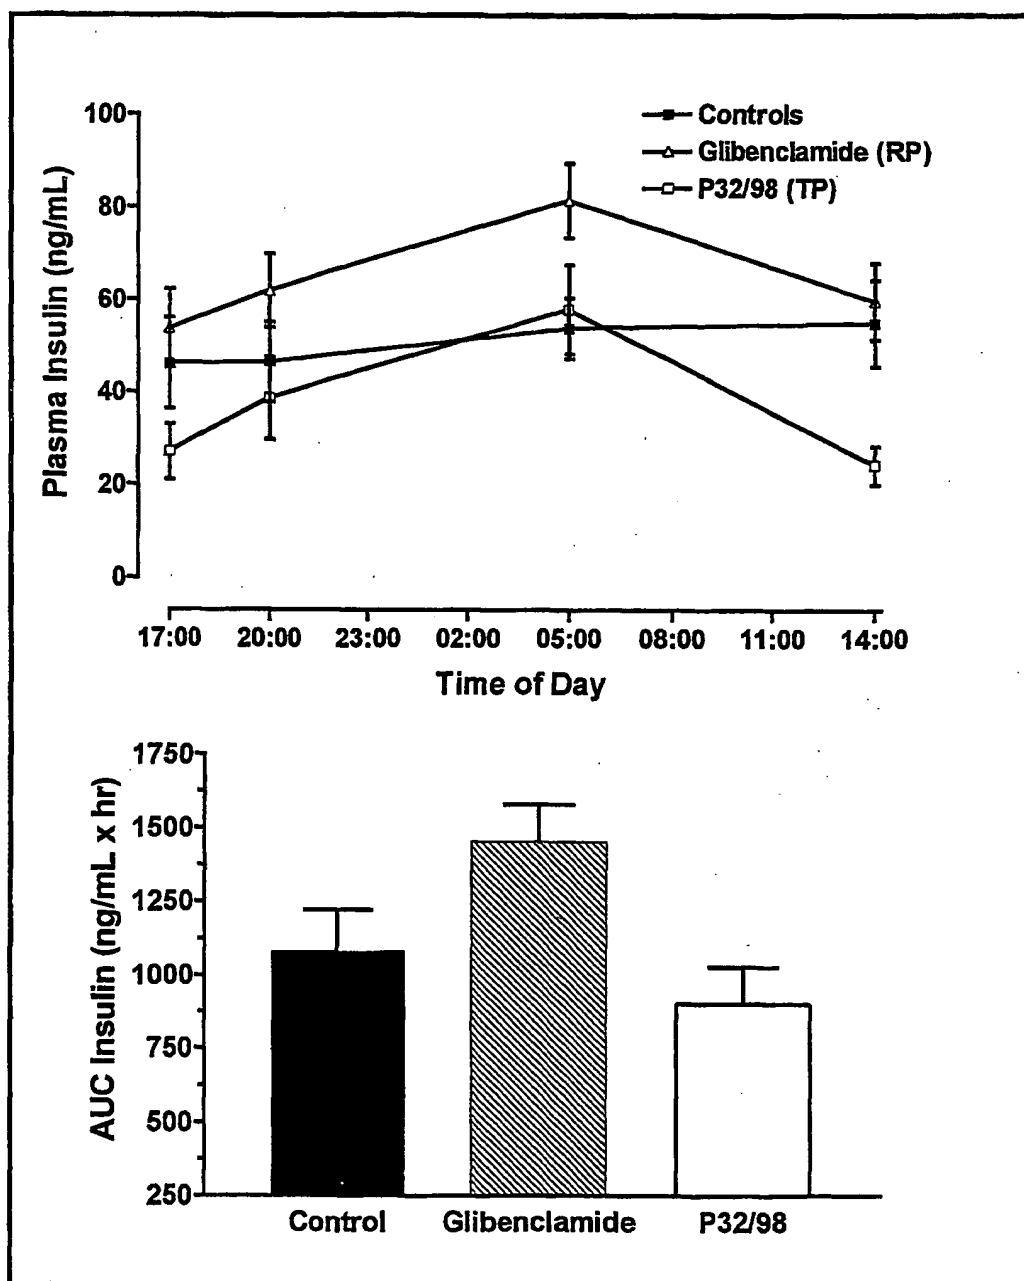 100
80
60
40
20
0
Plasma Insulin (ng/mL)
Controls
Glibenclamide (RP)
P32/98 (TP)
17:00 20:00 23:00 02:00 05:00 08:00 11:00 14:00
Time of Day
1750
1500
1250
1000
750
500
250
AUC Insulin (ng/mL x hr)
Control Glibenclamide P32/98